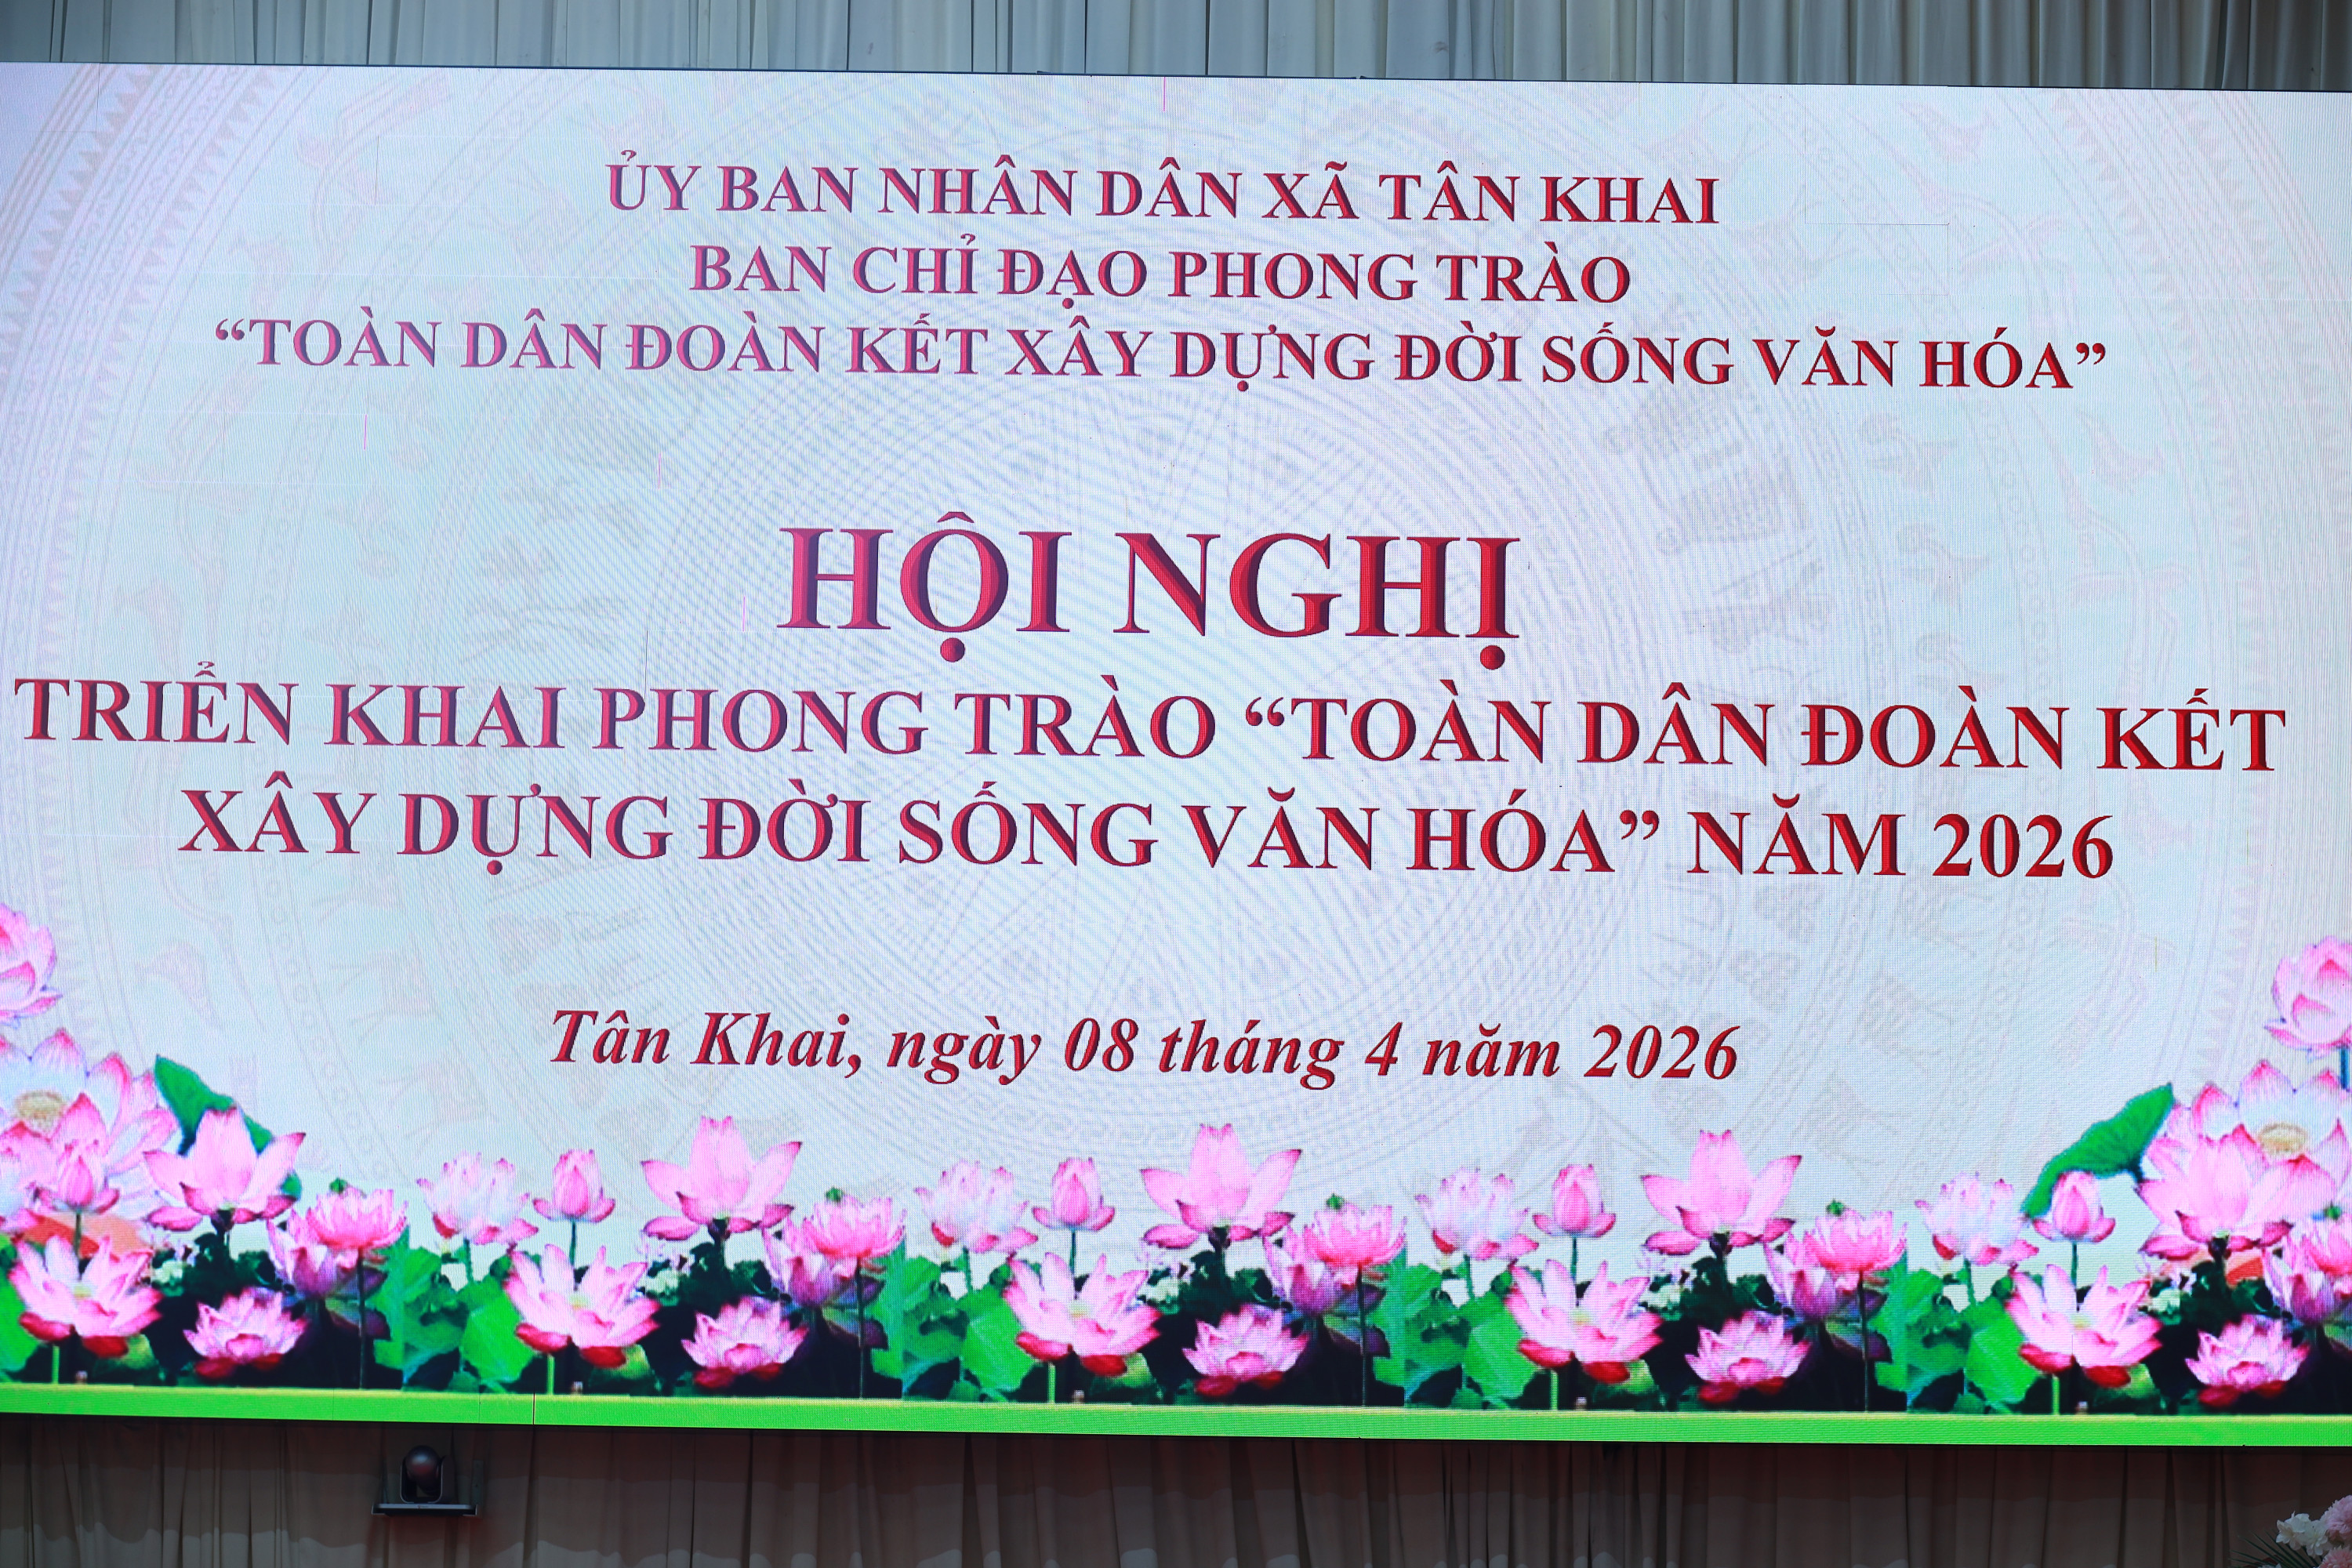 ỦY BAN NHÂN DÂN XÃ TÂN KHAI
BAN CHỈ ĐẠO PHONG TRÀO
“TOÀN DÂN ĐOÀN KẾT XÂY DỰNG ĐỜI SỐNG VĂN HÓA”
HỘI NGHỊ
TRIỂN KHAI PHONG TRÀO “TOÀN DÂN ĐOÀN KẾT
XÂY DỰNG ĐỜI SỐNG VĂN HÓA” NĂM 2026
Tân Khai, ngày 08 tháng 4 năm 2026